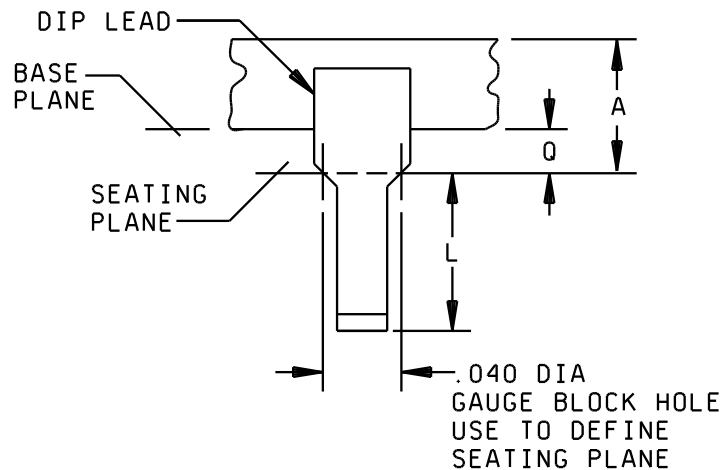 DIP LEAD
BASE
PLANE
A
Q
SEATING
PLANE
L
.040 DIA
GAUGE BLOCK HOLE
USE TO DEFINE
SEATING PLANE